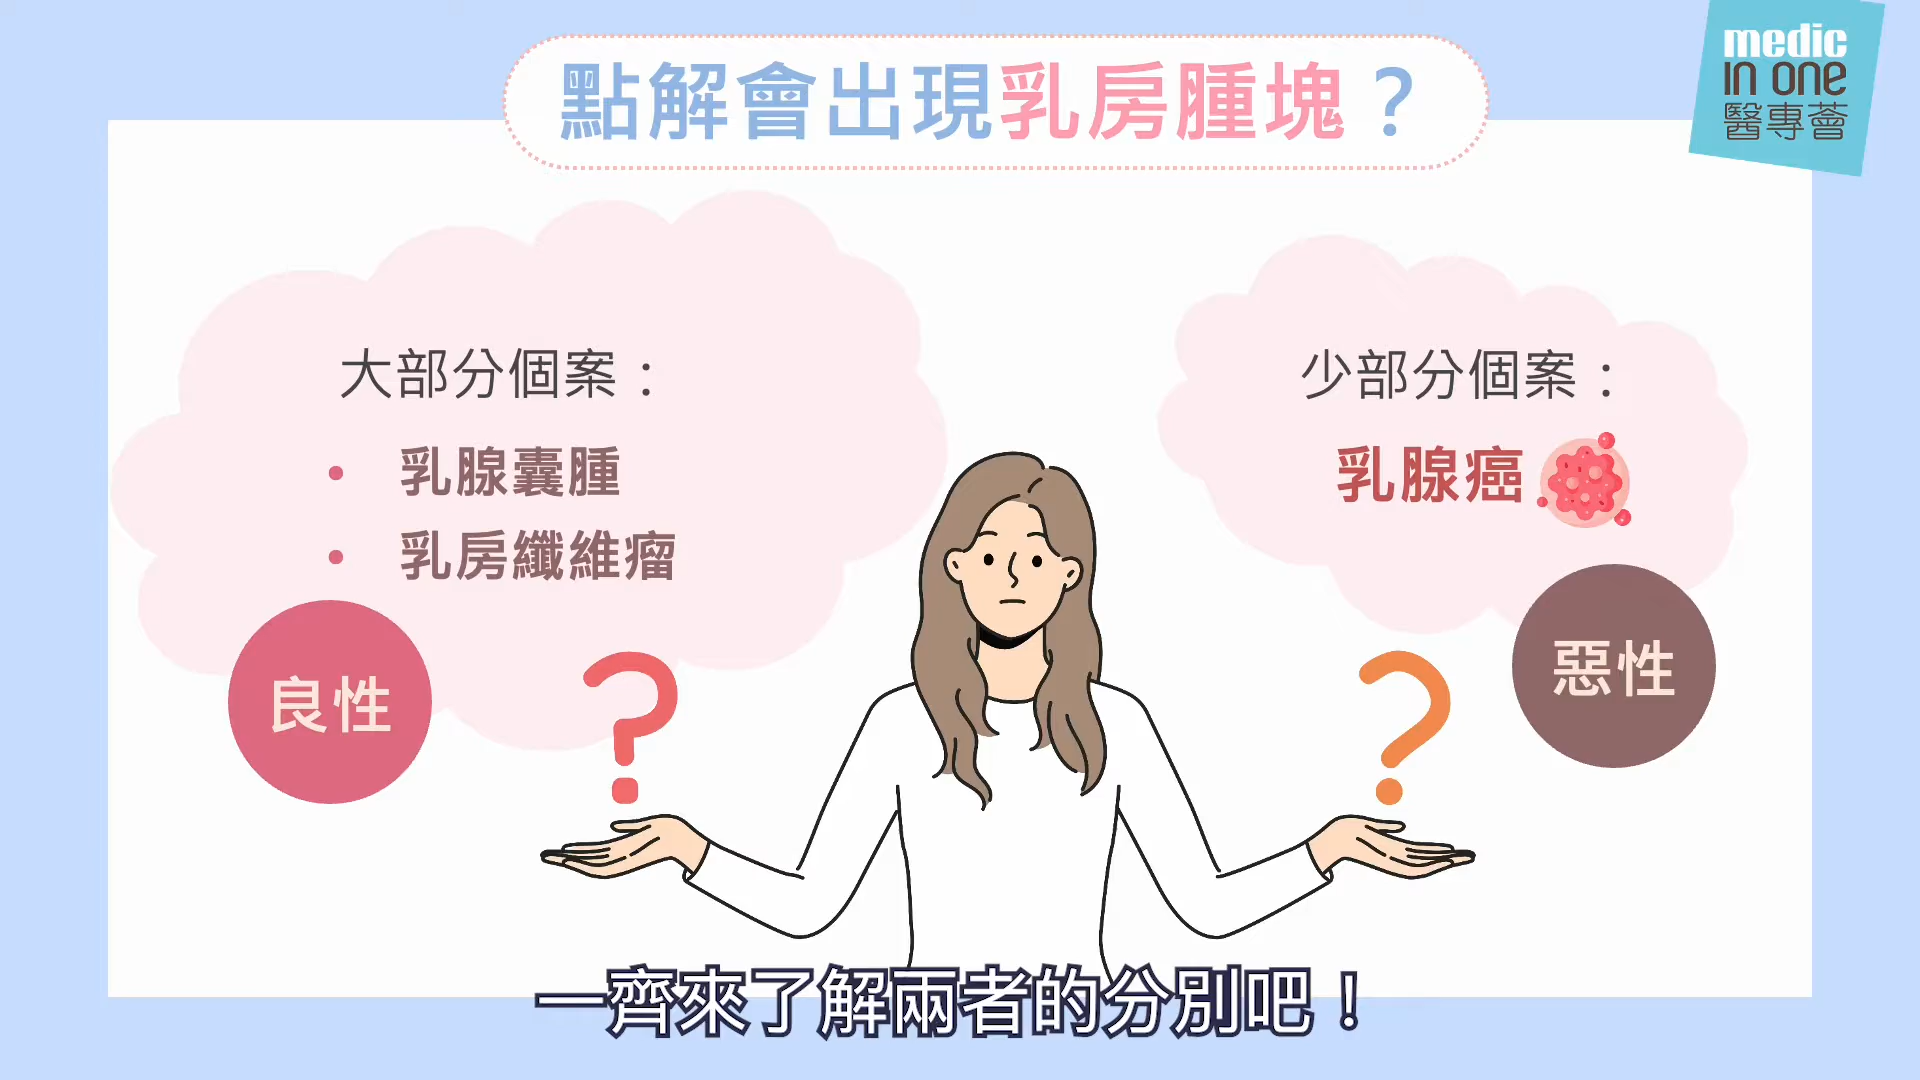 點解會出現乳房腫塊？
medic
in one
醫專薈
大部分個案：
• 乳腺囊腫
• 乳房纖維瘤
良性
少部分個案：
乳腺癌
惡性
一齊來了解兩者的分別吧！